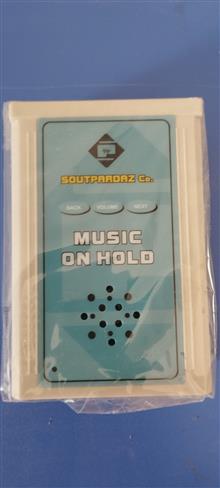 SOUTPARDAZ Co.
BACK VOLUME NEXT
MUSIC
ON HOLD